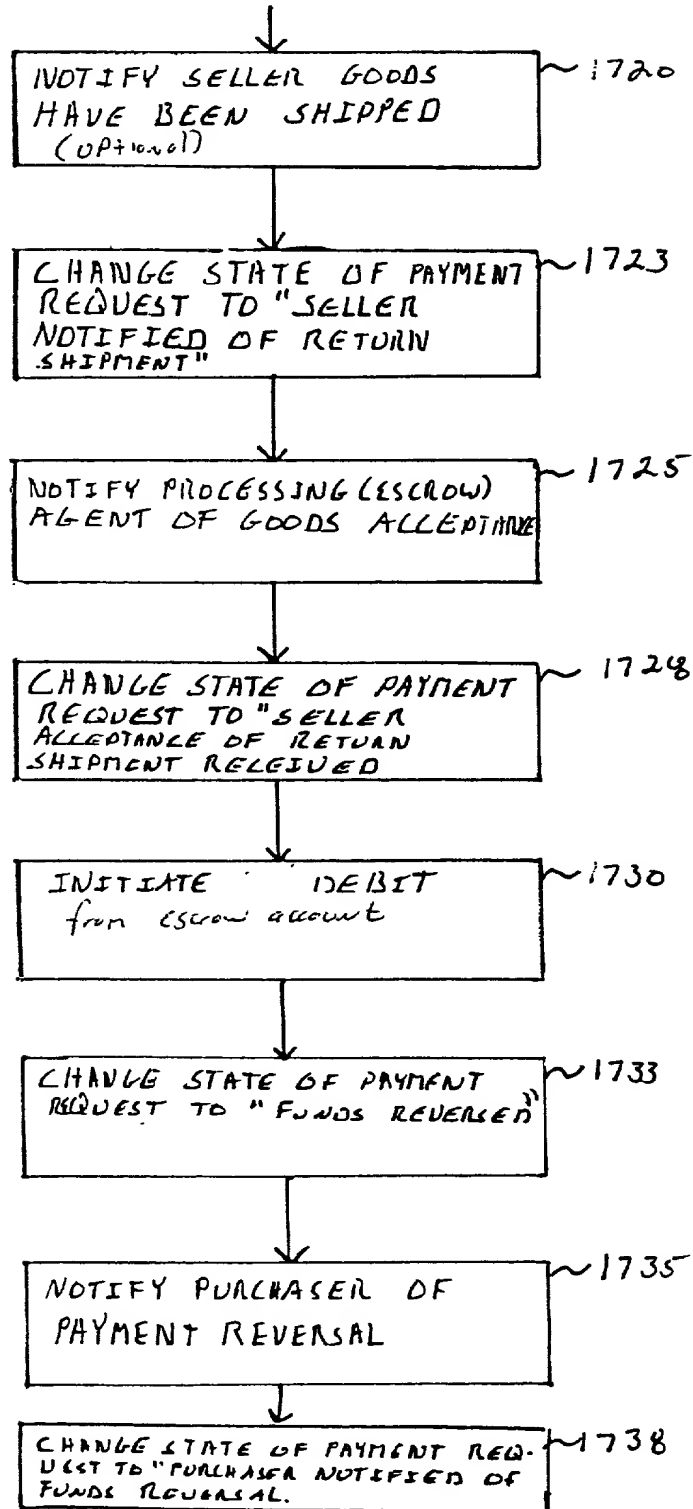 NOTIFY SELLER GOODS
HAVE BEEN SHIPPED
(optional)
1720
CHANGE STATE OF PAYMENT
REQUEST TO "SELLER
NOTIFIED OF RETURN
SHIPMENT"
1723
NOTIFY PROCESSING (ESCROW)
AGENT OF GOODS ACCEPTANCE
1725
CHANGE STATE OF PAYMENT
REQUEST TO "SELLER
ACCEPTANCE OF RETURN
SHIPMENT RECEIVED
1728
INITIATE DEBIT
from escrow account
1730
CHANGE STATE OF PAYMENT
REQUEST TO "FUNDS REVERSED"
1733
NOTIFY PURCHASER OF
PAYMENT REVERSAL
1735
CHANGE STATE OF PAYMENT REQ-
UEST TO "PURCHASER NOTIFIED OF
FUNDS REVERSAL.
1738